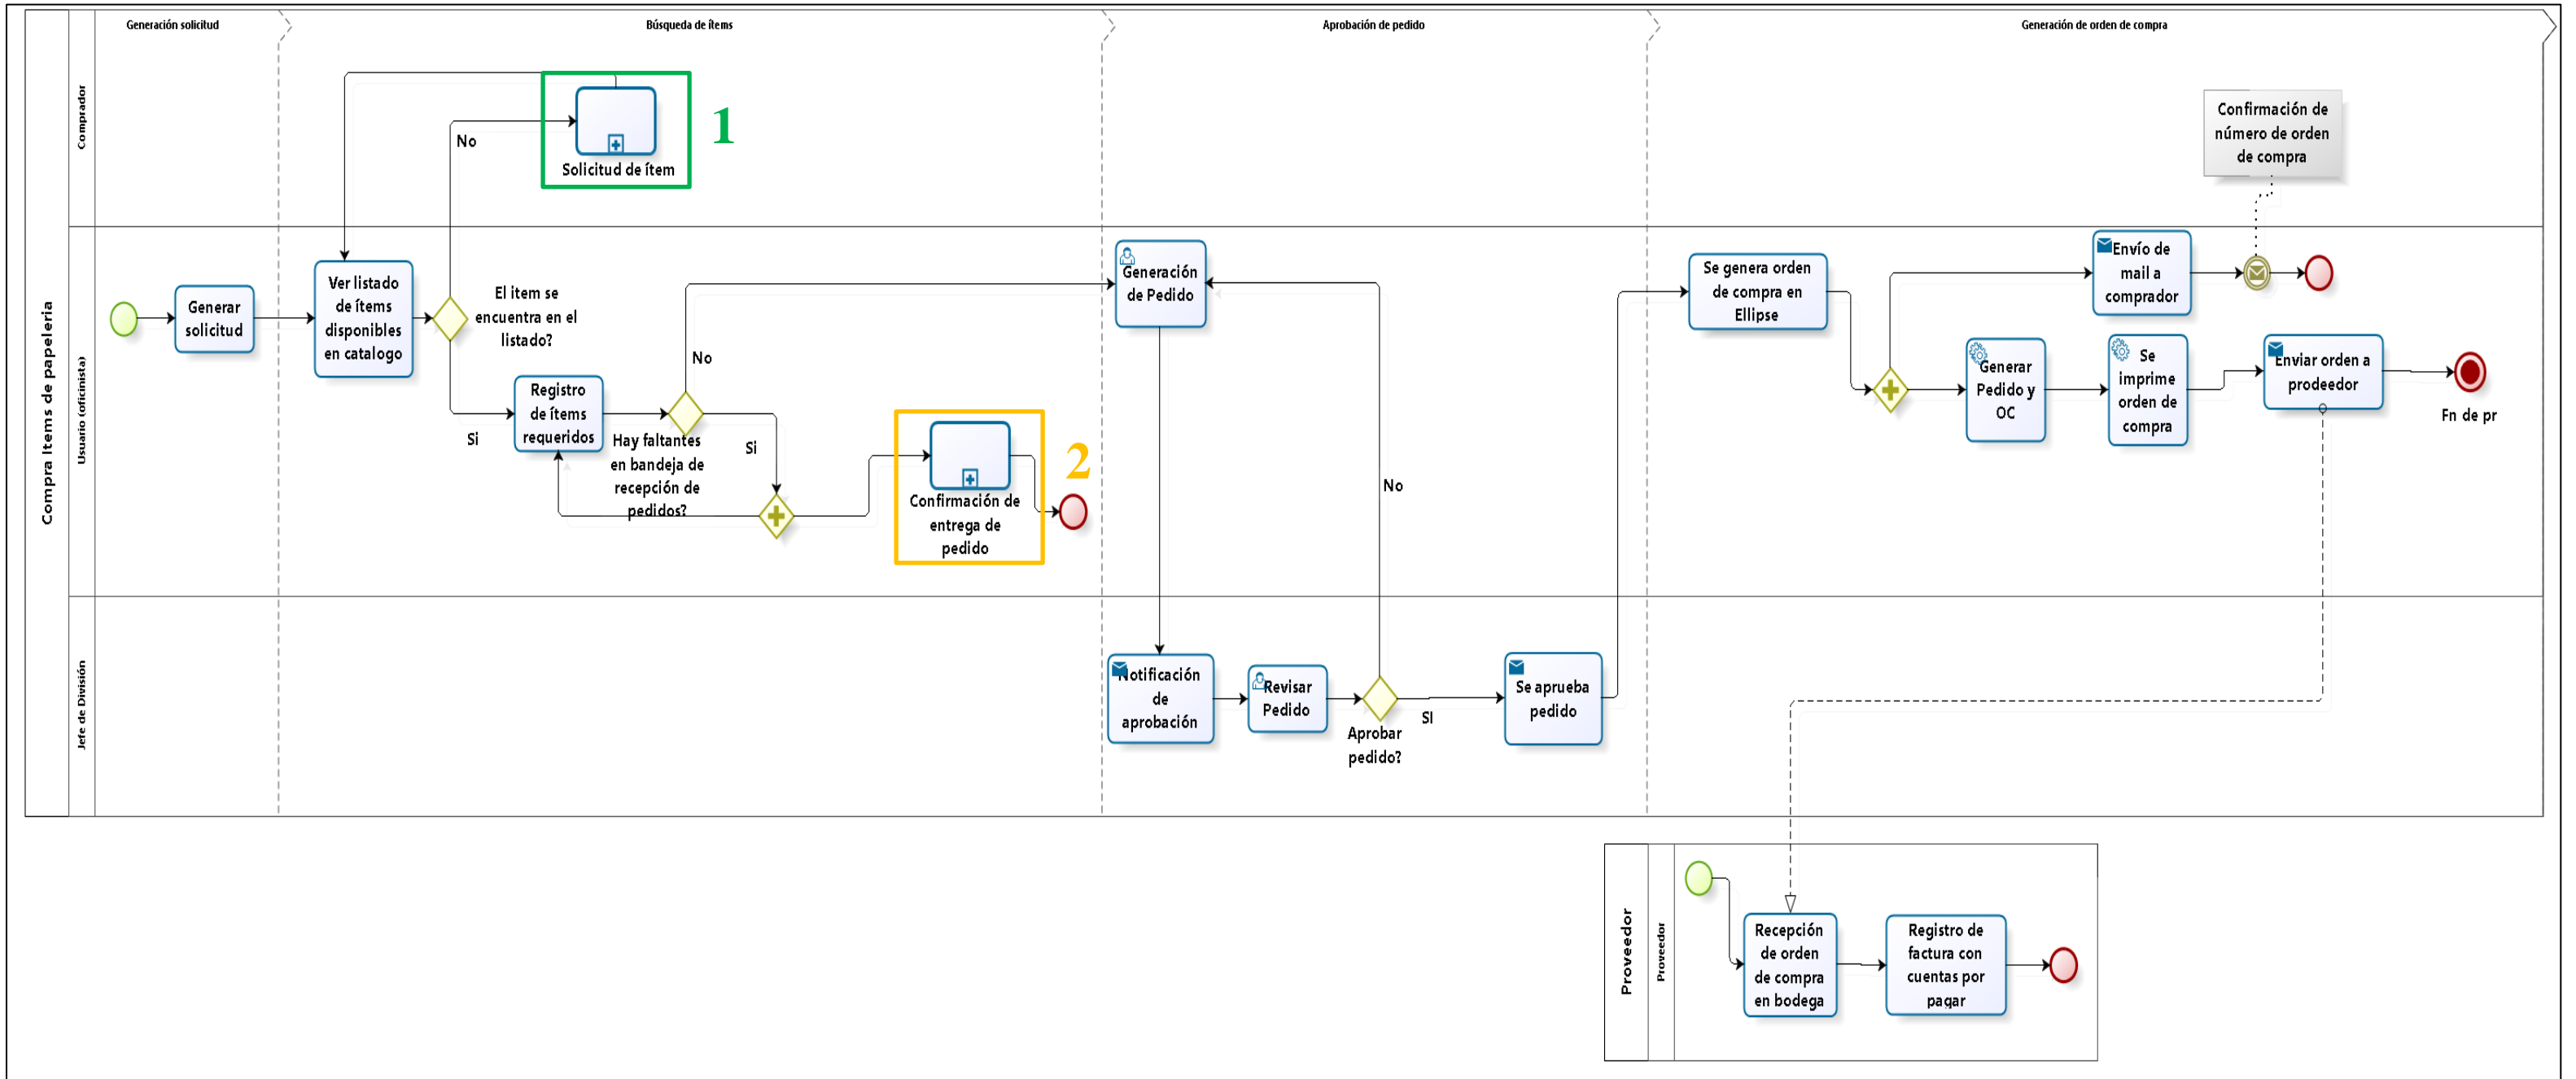 Generación solicitud
Búsqueda de ítems
Aprobación de pedido
Generación de orden de compra
Compra Items de papeleria
Comprador
Solicitud de ítem
1
No
Confirmación de
número de orden
de compra
Usuario (oficinista)
Generar
solicitud
Ver listado
de ítems
disponibles
en catalogo
El item se
encuentra en el
listado?
Si
Registro
de ítems
requeridos
No
Hay faltantes
en bandeja de
recepción de
pedidos?
Si
Confirmación de
entrega de
pedido
2
Generación
de Pedido
No
Se genera orden
de compra en
Ellipse
Envío de
mail a
comprador
Generar
Pedido y
OC
Se
imprime
orden de
compra
Enviar orden a
prodeedor
Fn de pr
Jefe de División
Notificación
de
aprobación
Revisar
Pedido
Aprobar
pedido?
SI
Se aprueba
pedido
Proveedor
Proveedor
Recepción
de orden
de compra
en bodega
Registro de
factura con
cuentas por
pagar